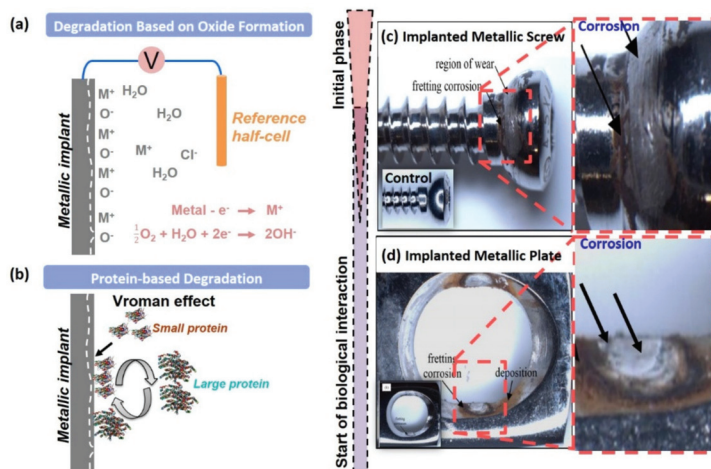 (a)
Degradation Based on Oxide Formation
V
Metallic implant
M⁺
H₂O
O⁻
H₂O
M⁺
O⁻
M⁺
Cl⁻
M⁺
H₂O
O⁻
M⁺
O⁻
Reference
half-cell
Metal - e⁻ → M⁺
½O₂ + H₂O + 2e⁻ → 2OH⁻
(b)
Protein-based Degradation
Metallic implant
Vroman effect
Small protein
Large protein
Initial phase
Start of biological interaction
(c) Implanted Metallic Screw
region of wear
fretting corrosion
Control
Corrosion
(d) Implanted Metallic Plate
fretting
corrosion
deposition
Corrosion